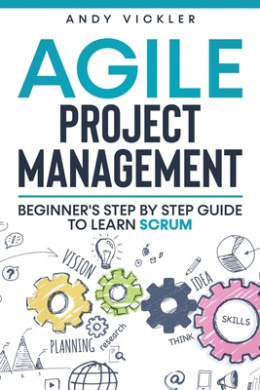 ANDY VICKLER
AGILE
PROJECT
MANAGEMENT
BEGINNER'S STEP BY STEP GUIDE
TO LEARN SCRUM
VISION
IDEA
SKILLS
THINK
research
PLANNING